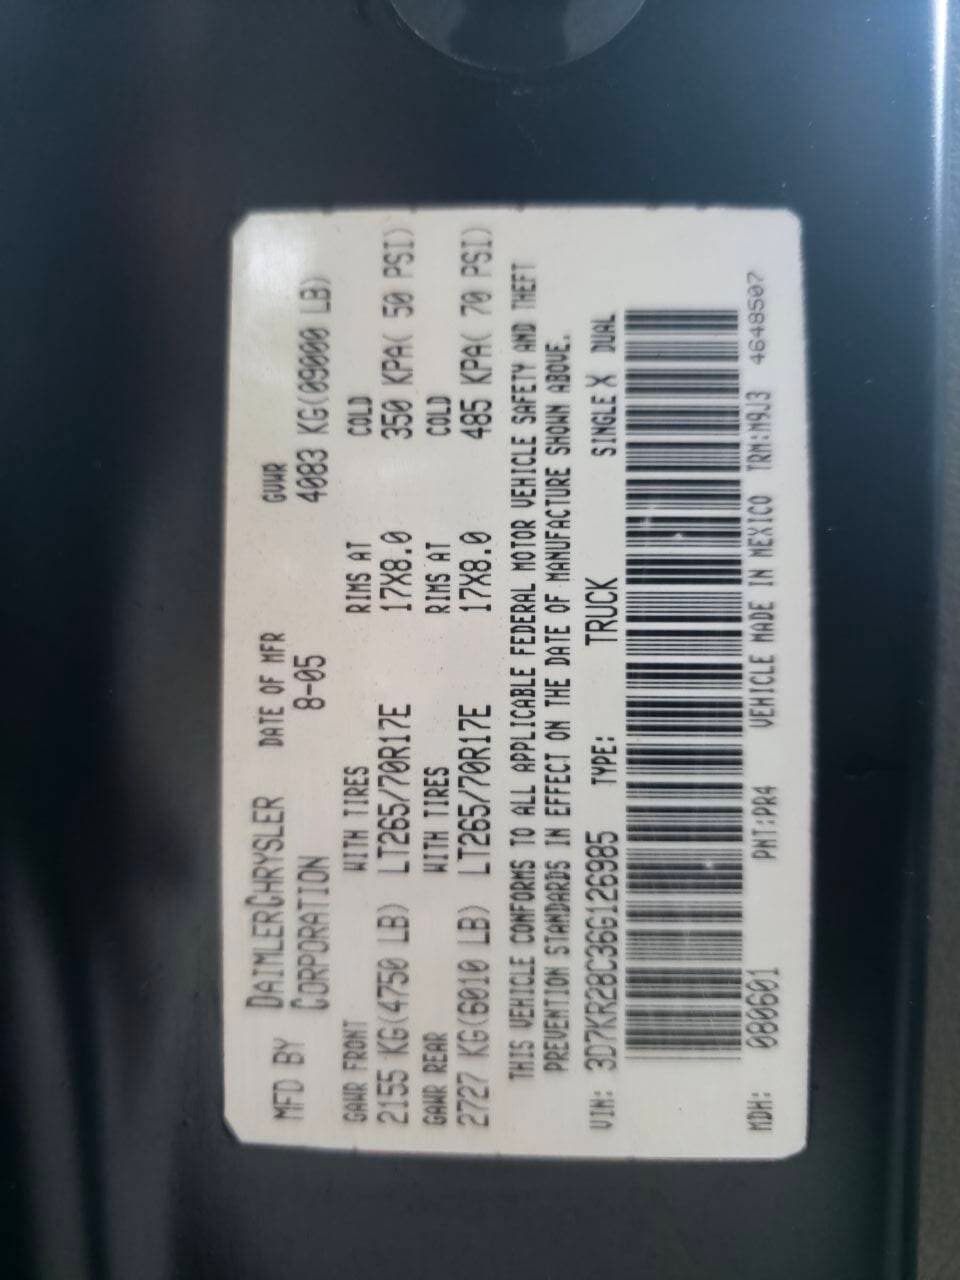 MFD BY DAIMLERCHRYSLER CORPORATION DATE OF MFR 8-05 GVWR 4083 KG(09000 LB)
GAWR FRONT WITH TIRES RIMS AT COLD
2155 KG(4750 LB) LT265/70R17E 17X8.0 350 KPA( 50 PSI)
GAWR REAR WITH TIRES RIMS AT COLD
2727 KG(6010 LB) LT265/70R17E 17X8.0 485 KPA( 70 PSI)
THIS VEHICLE CONFORMS TO ALL APPLICABLE FEDERAL MOTOR VEHICLE SAFETY AND THEFT
PREVENTION STANDARDS IN EFFECT ON THE DATE OF MANUFACTURE SHOWN ABOVE.
VIN: 3D7KR28C36G126985 TYPE: TRUCK SINGLE X DUAL
MDH: 080601 PNT:PR4 VEHICLE MADE IN MEXICO TRM:M9J3 4648507